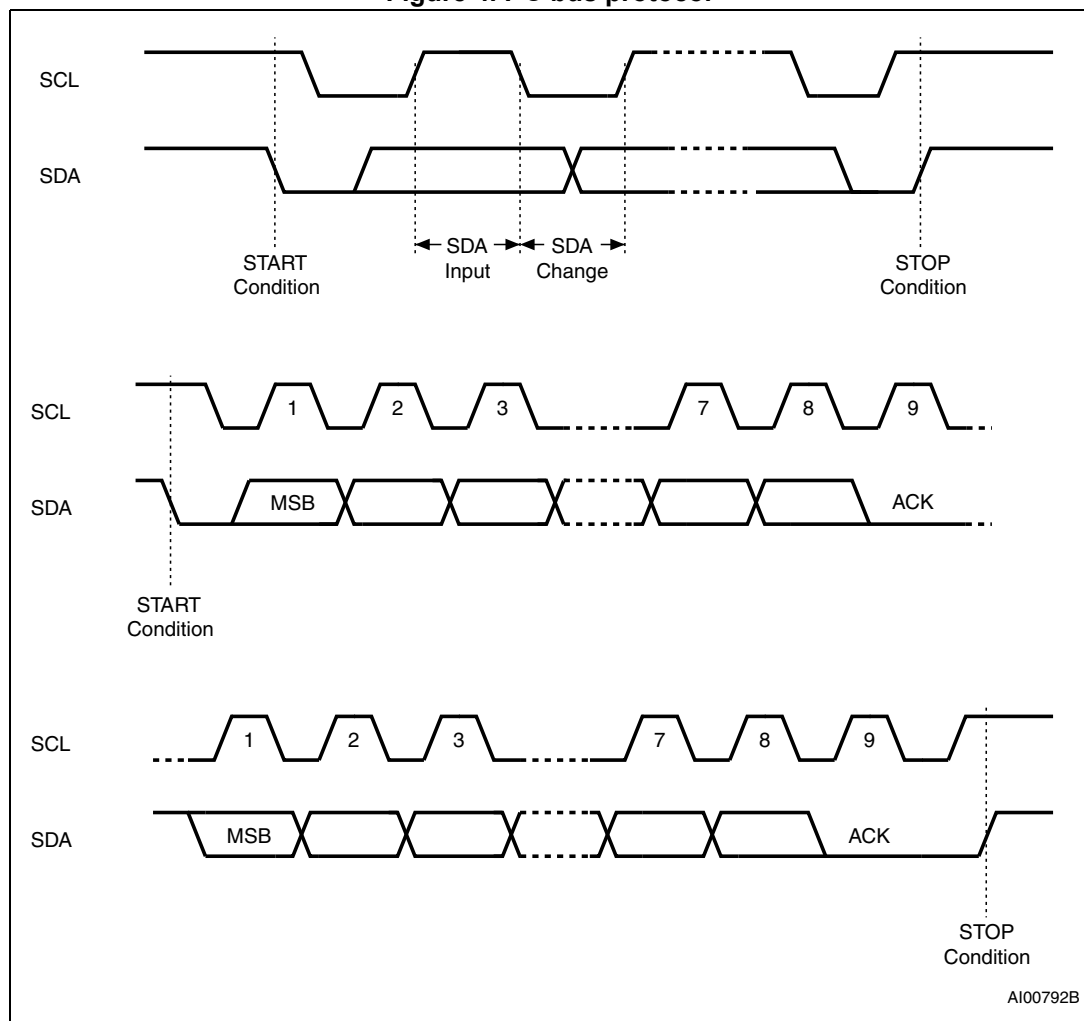 SCL
SDA
SDA Input
SDA Change
START Condition
STOP Condition
SCL
1 2 3 7 8 9
SDA
MSB ACK
START Condition
SCL
1 2 3 7 8 9
SDA
MSB ACK
STOP Condition
AI00792B